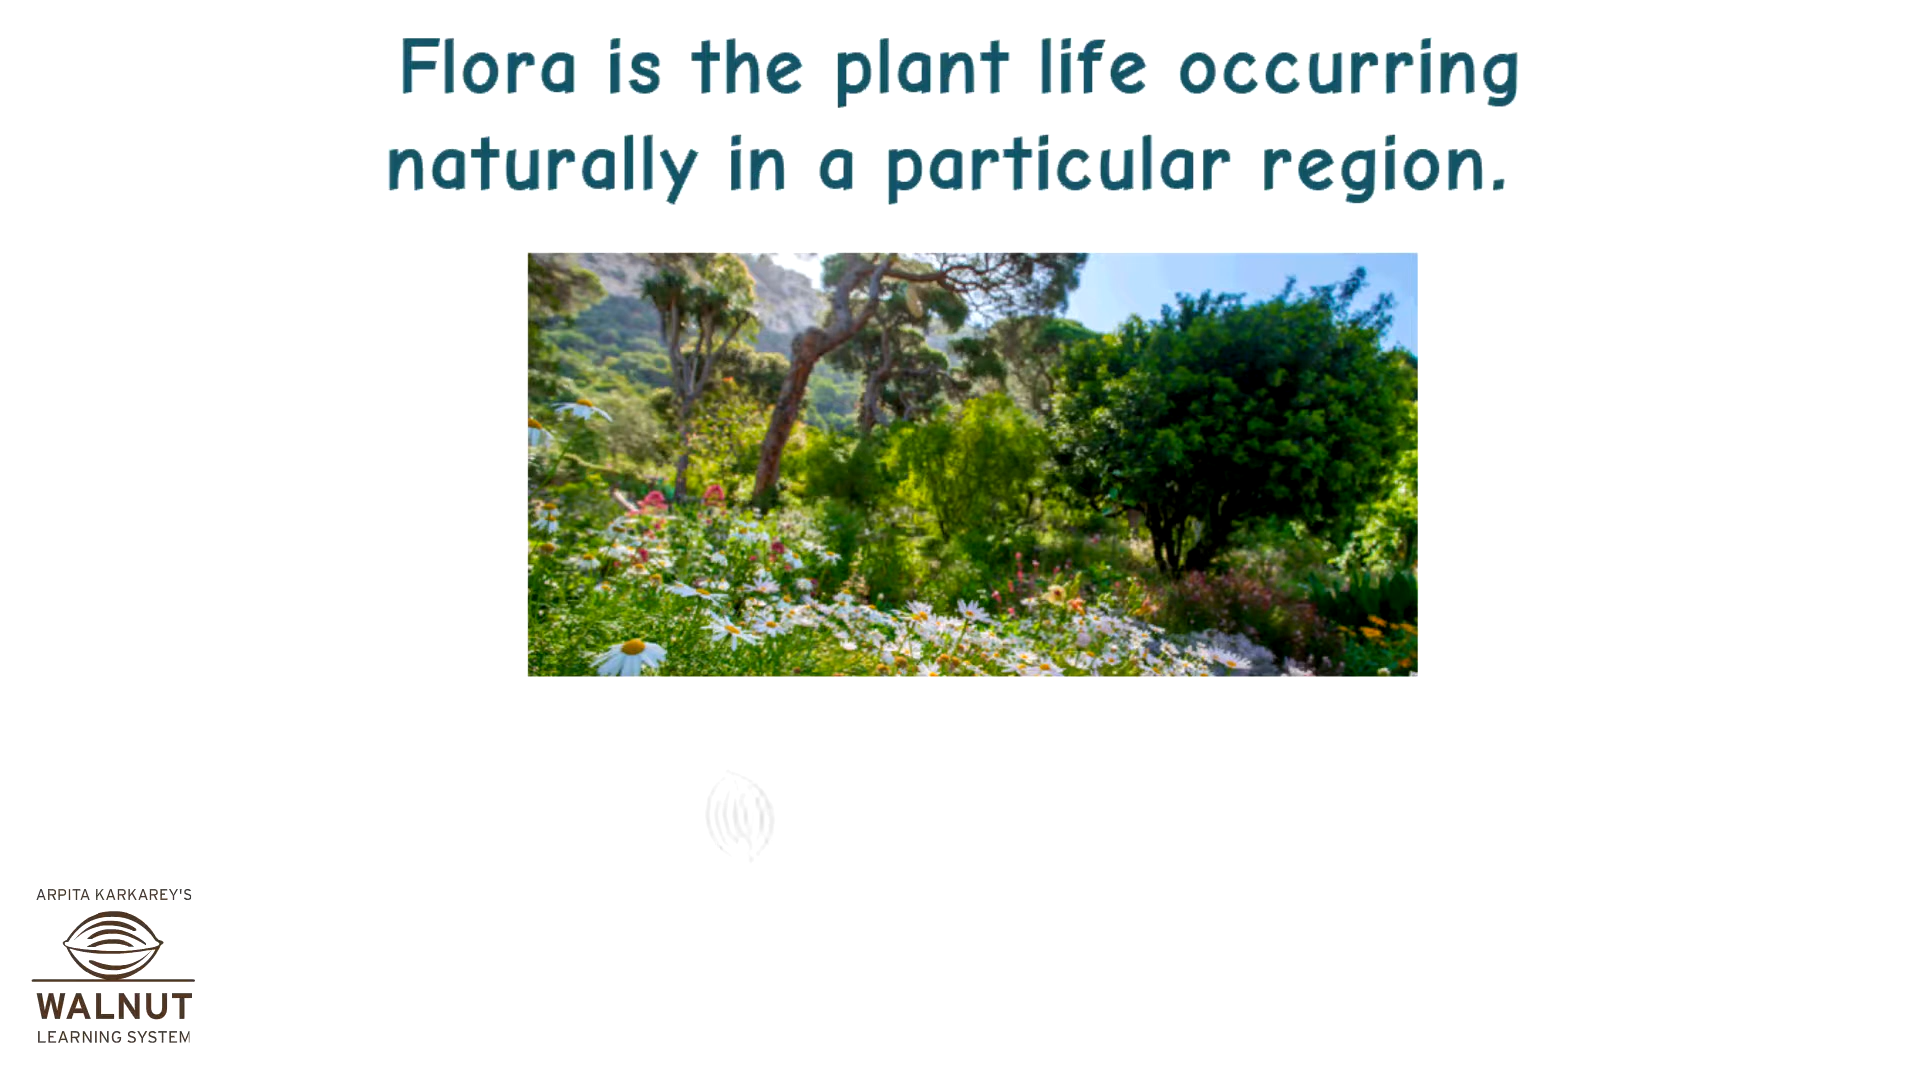 Flora is the plant life occurring
naturally in a particular region.
ARPITA KARKAREY'S
WALNUT
LEARNING SYSTEM